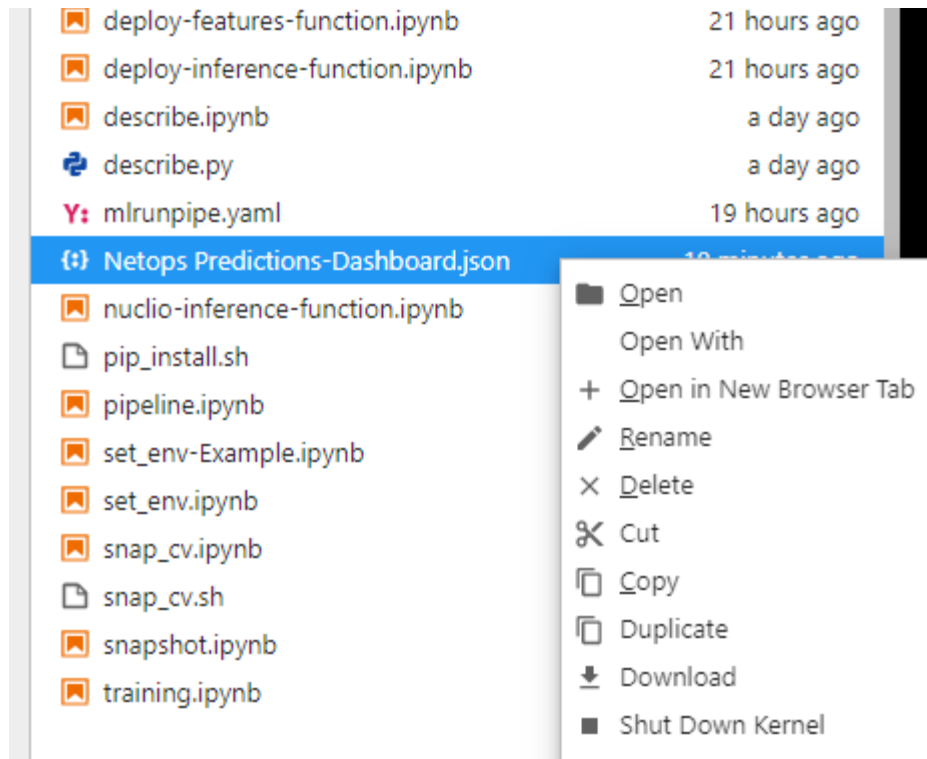 deploy-features-function.ipynb 21 hours ago
deploy-inference-function.ipynb 21 hours ago
describe.ipynb a day ago
describe.py a day ago
Y: mlrunpipe.yaml 19 hours ago
{:} Netops Predictions-Dashboard.json
nuclio-inference-function.ipynb
pip_install.sh
pipeline.ipynb
set_env-Example.ipynb
set_env.ipynb
snap_cv.ipynb
snap_cv.sh
snapshot.ipynb
training.ipynb
Open
Open With
Open in New Browser Tab
Rename
Delete
Cut
Copy
Duplicate
Download
Shut Down Kernel